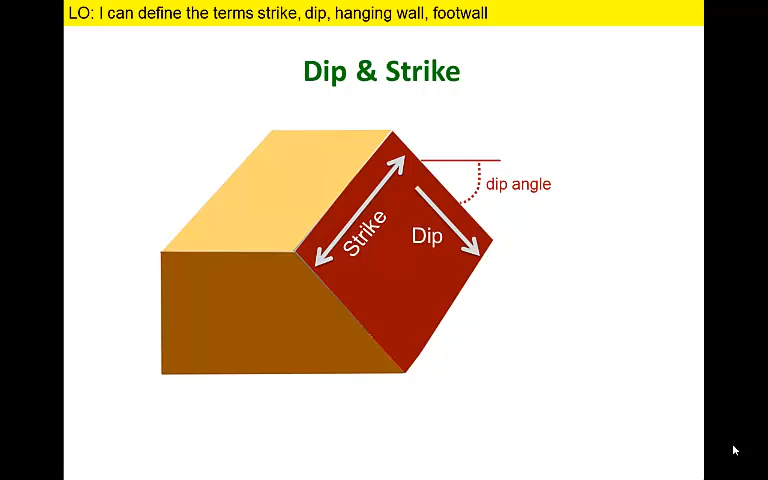 LO: I can define the terms strike, dip, hanging wall, footwall
Dip & Strike
dip angle
Strike
Dip